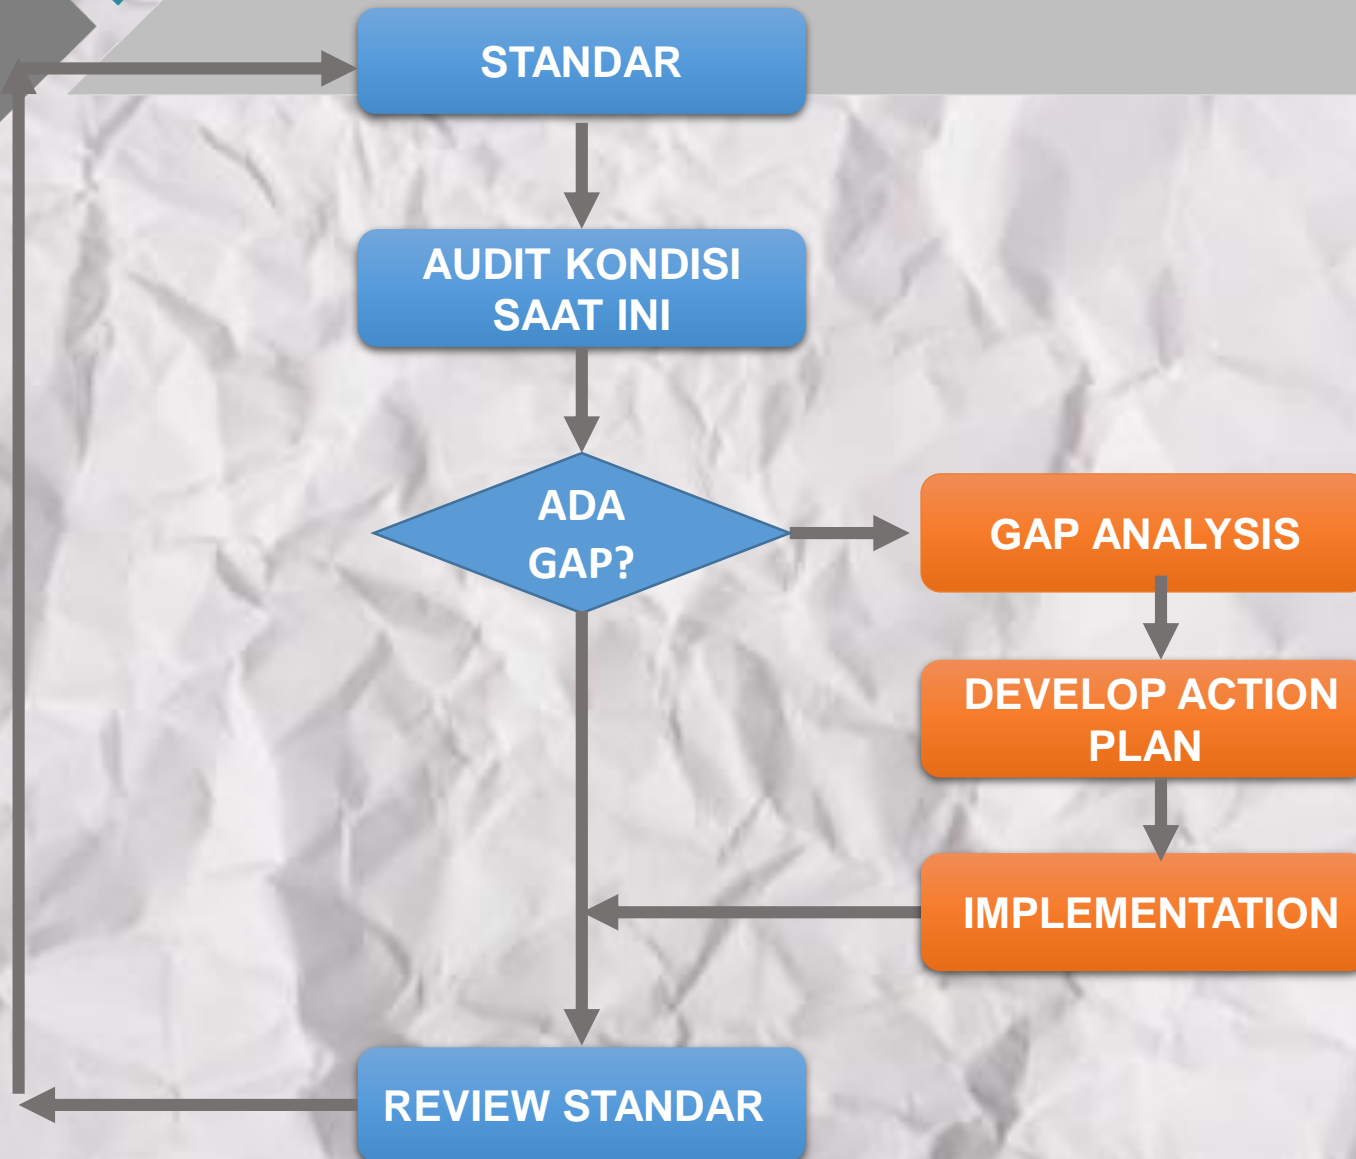 STANDAR
AUDIT KONDISI
SAAT INI
ADA
GAP?
GAP ANALYSIS
DEVELOP ACTION
PLAN
IMPLEMENTATION
REVIEW STANDAR